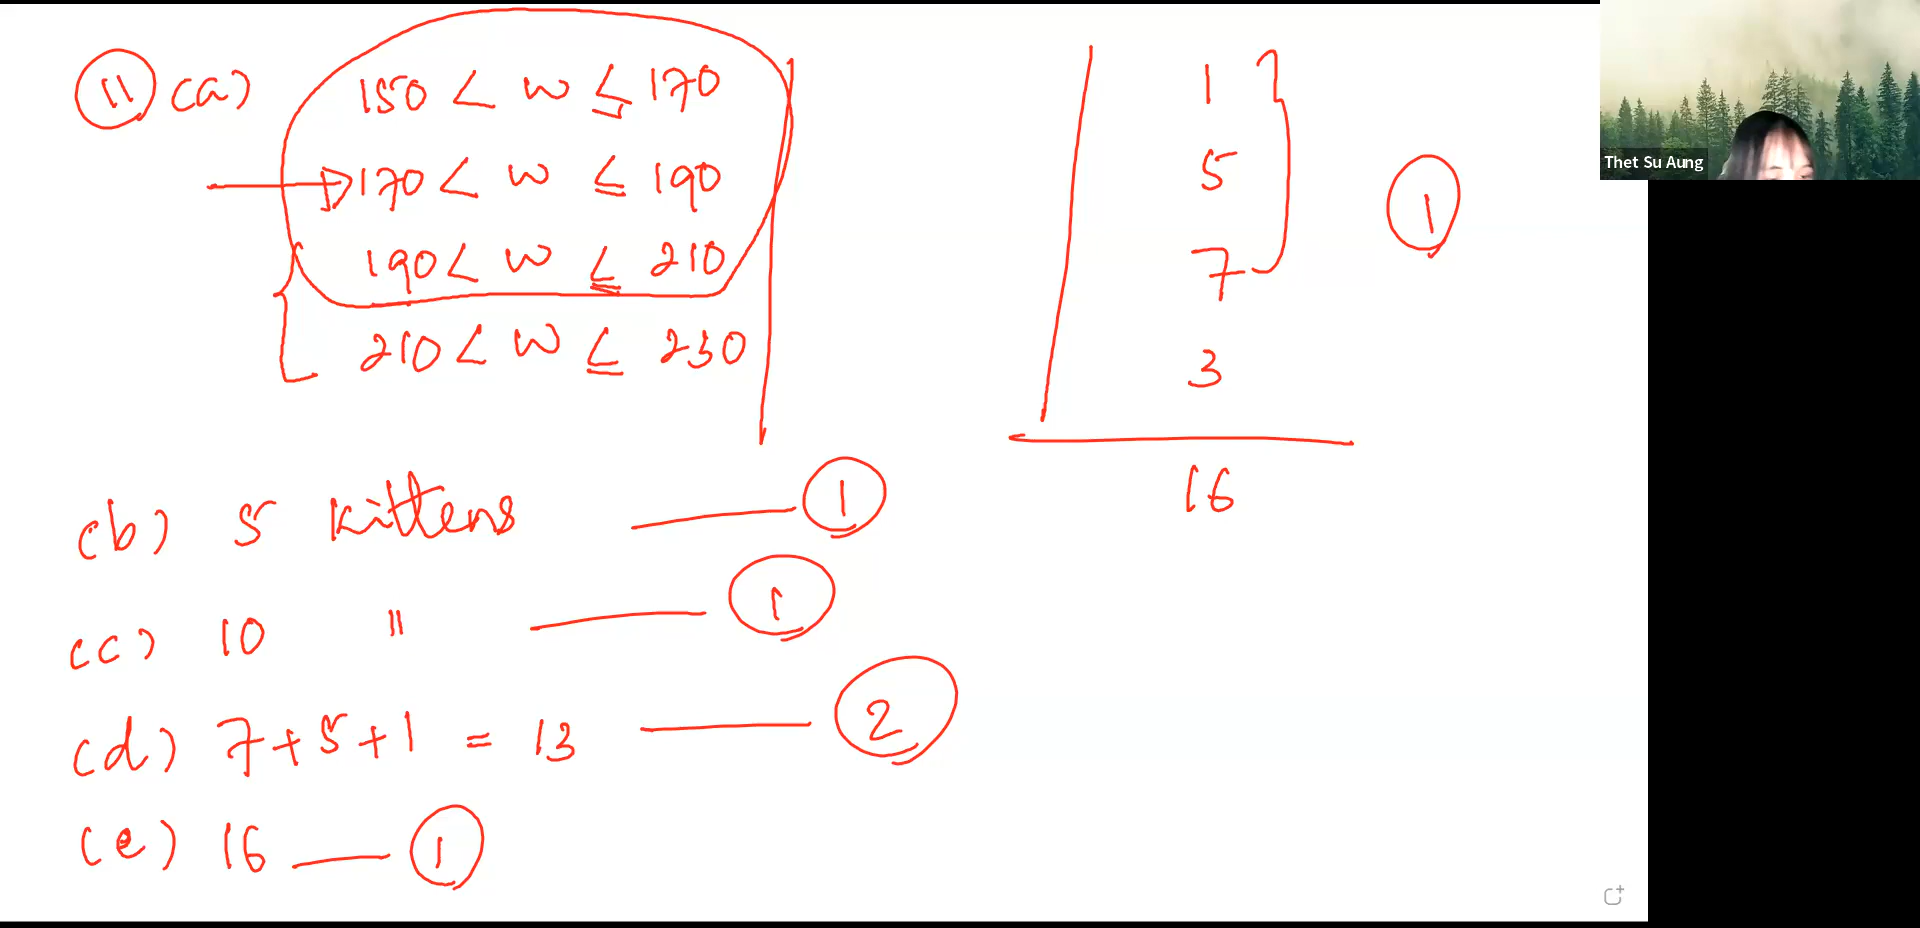 11 (a) 150 < w ≤ 170 1
170 < w ≤ 190 5 1
190 < w ≤ 210 7
210 < w ≤ 230 3
16
(b) 5 kittens — 1
(c) 10 " — 1
(d) 7+5+1 = 13 — 2
(e) 16 — 1
Thet Su Aung